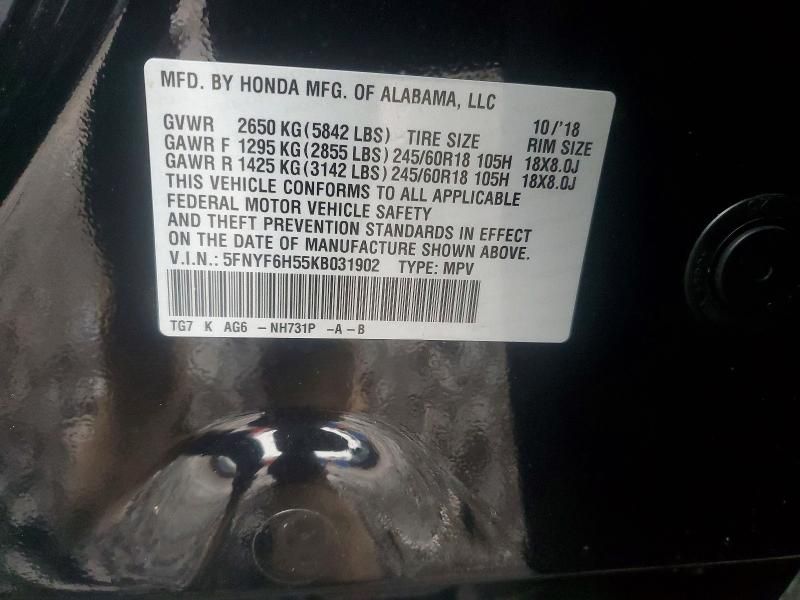 MFD. BY HONDA MFG. OF ALABAMA, LLC
10/'18
GVWR 2650 KG(5842 LBS) TIRE SIZE RIM SIZE
GAWR F 1295 KG(2855 LBS) 245/60R18 105H 18X8.0J
GAWR R 1425 KG(3142 LBS) 245/60R18 105H 18X8.0J
THIS VEHICLE CONFORMS TO ALL APPLICABLE
FEDERAL MOTOR VEHICLE SAFETY
AND THEFT PREVENTION STANDARDS IN EFFECT
ON THE DATE OF MANUFACTURE SHOWN ABOVE.
V.I.N.: 5FNYF6H55KB031902 TYPE: MPV
TG7 K AG6 -NH731P -A-B